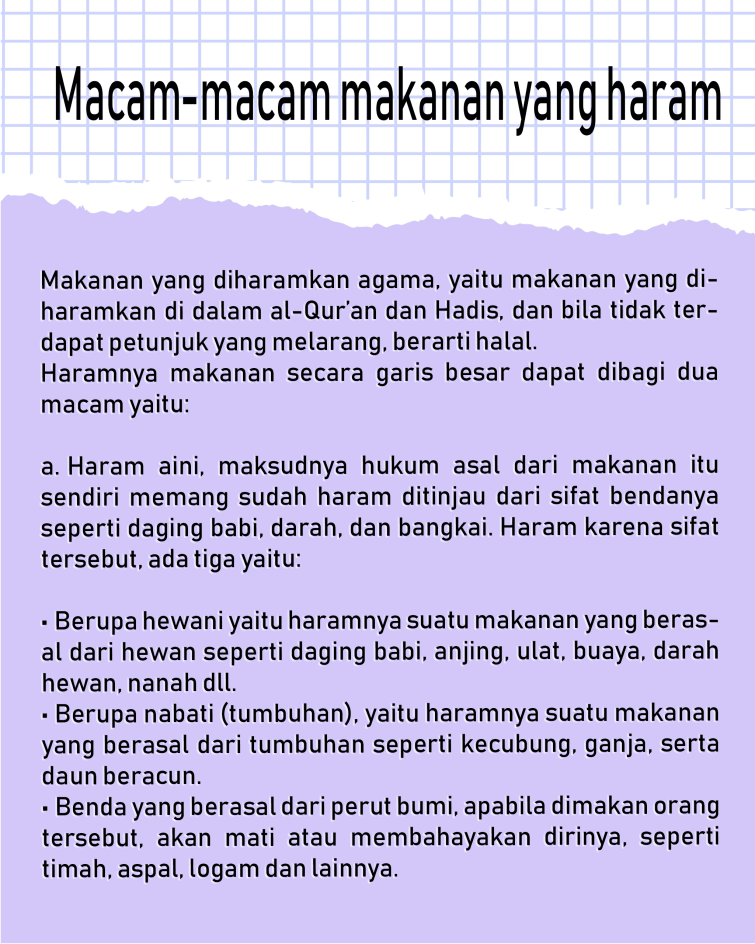 Macam-macam makanan yang haram
Makanan yang diharamkan agama, yaitu makanan yang di-
haramkan di dalam al-Qur'an dan Hadis, dan bila tidak ter-
dapat petunjuk yang melarang, berarti halal.
Haramnya makanan secara garis besar dapat dibagi dua
macam yaitu:
a. Haram aini, maksudnya hukum asal dari makanan itu
sendiri memang sudah haram ditinjau dari sifat bendanya
seperti daging babi, darah, dan bangkai. Haram karena sifat
tersebut, ada tiga yaitu:
• Berupa hewani yaitu haramnya suatu makanan yang beras-
al dari hewan seperti daging babi, anjing, ulat, buaya, darah
hewan, nanah dll.
• Berupa nabati (tumbuhan), yaitu haramnya suatu makanan
yang berasal dari tumbuhan seperti kecubung, ganja, serta
daun beracun.
• Benda yang berasal dari perut bumi, apabila dimakan orang
tersebut, akan mati atau membahayakan dirinya, seperti
timah, aspal, logam dan lainnya.